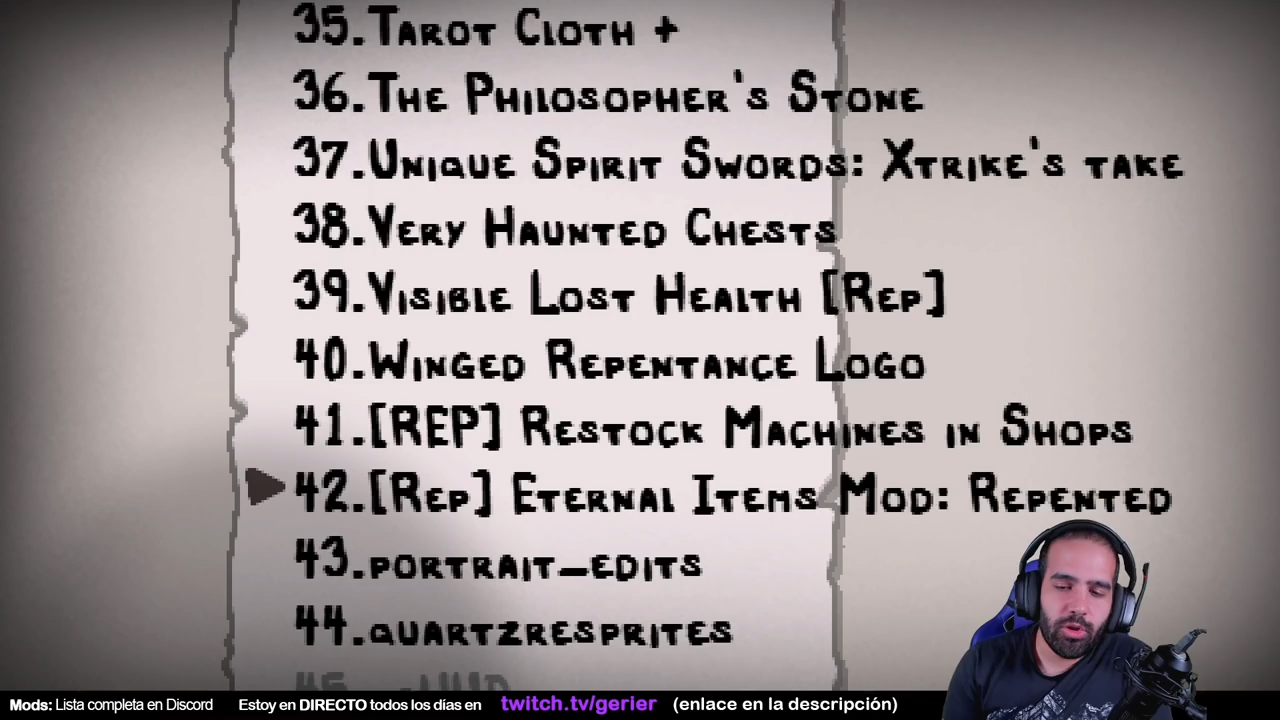 35.Tarot Cloth +
36.The Philosopher's Stone
37.Unique Spirit Swords: Xtrike's take
38.Very Haunted Chests
39.Visible Lost Health [Rep]
40.Winged Repentance Logo
41.[REP] Restock Machines in Shops
42.[Rep] Eternal Items Mod: Repented
43.portrait_edits
44.quartzresprites
Mods: Lista completa en Discord Estoy en DIRECTO todos los días en twitch.tv/gerier (enlace en la descripción)